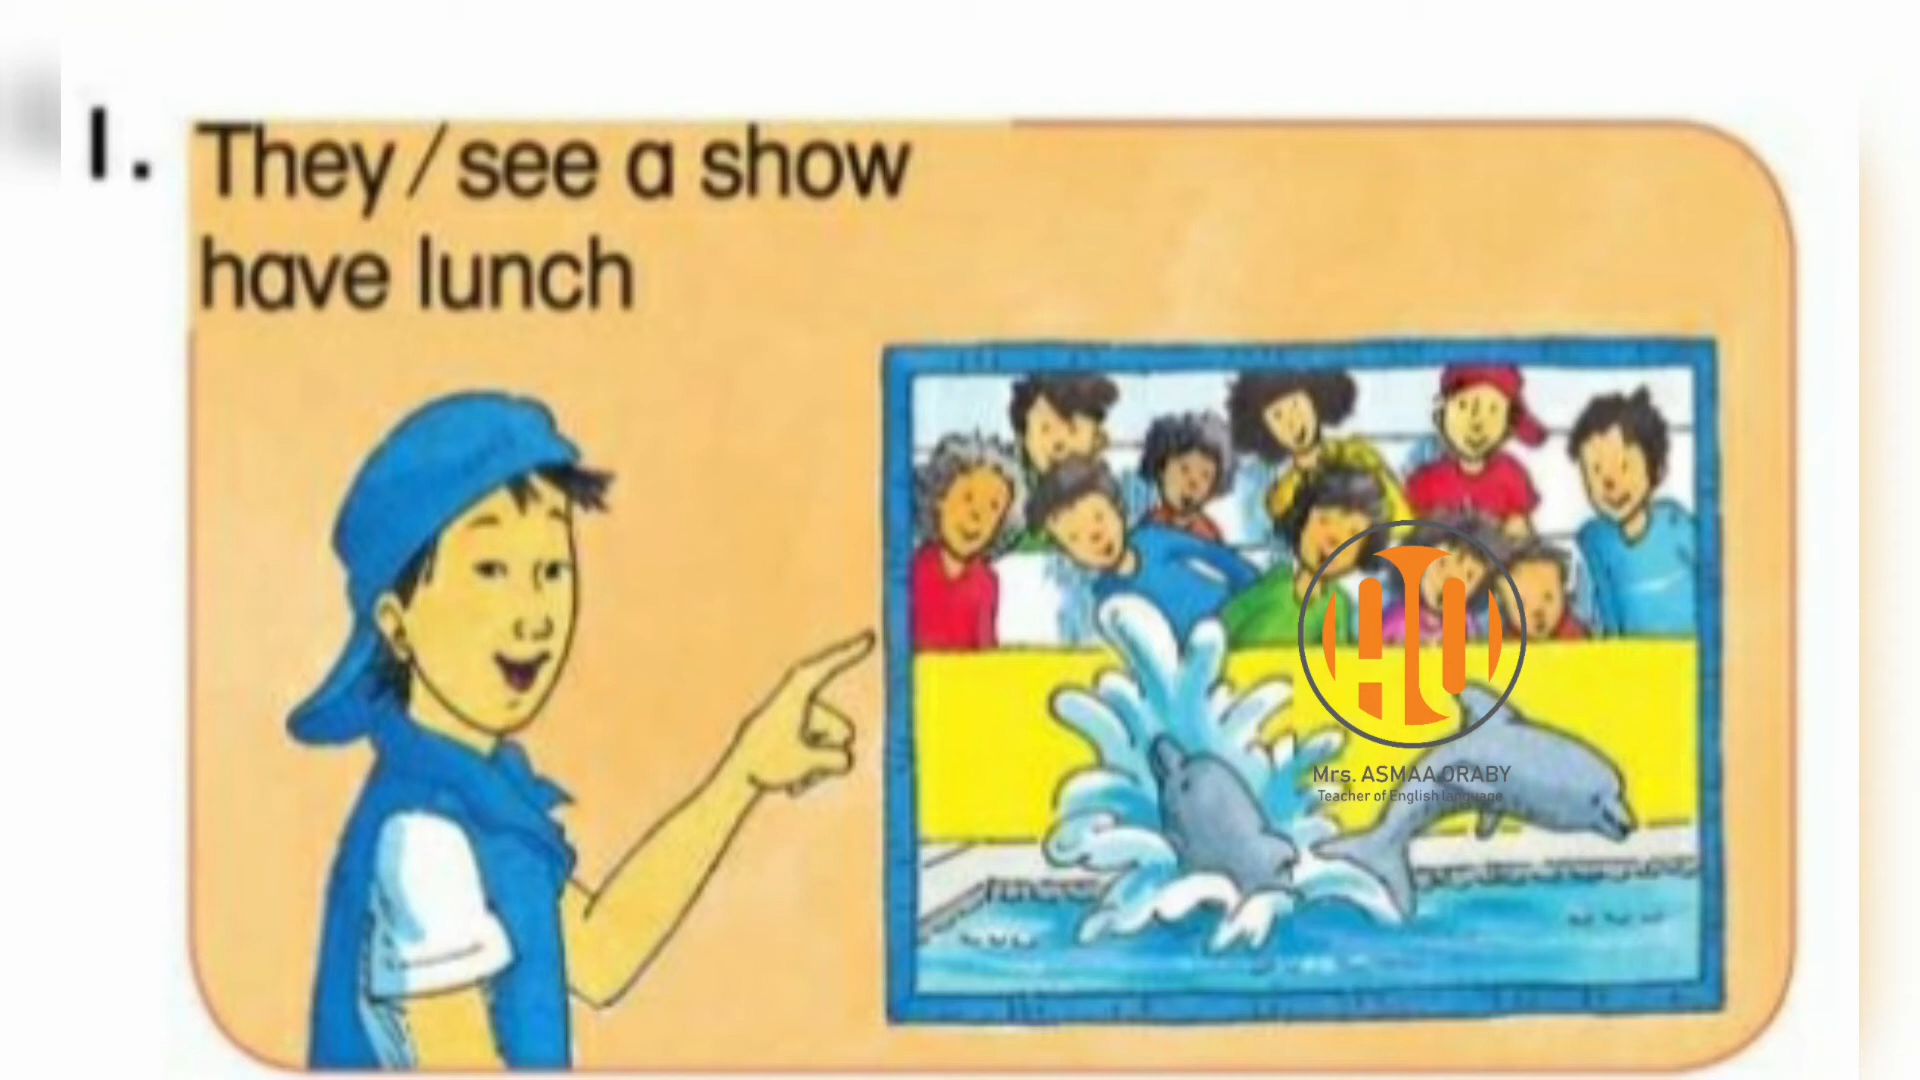 1.
They / see a show
have lunch
Mrs. ASMAA ORABY
Teacher of English language